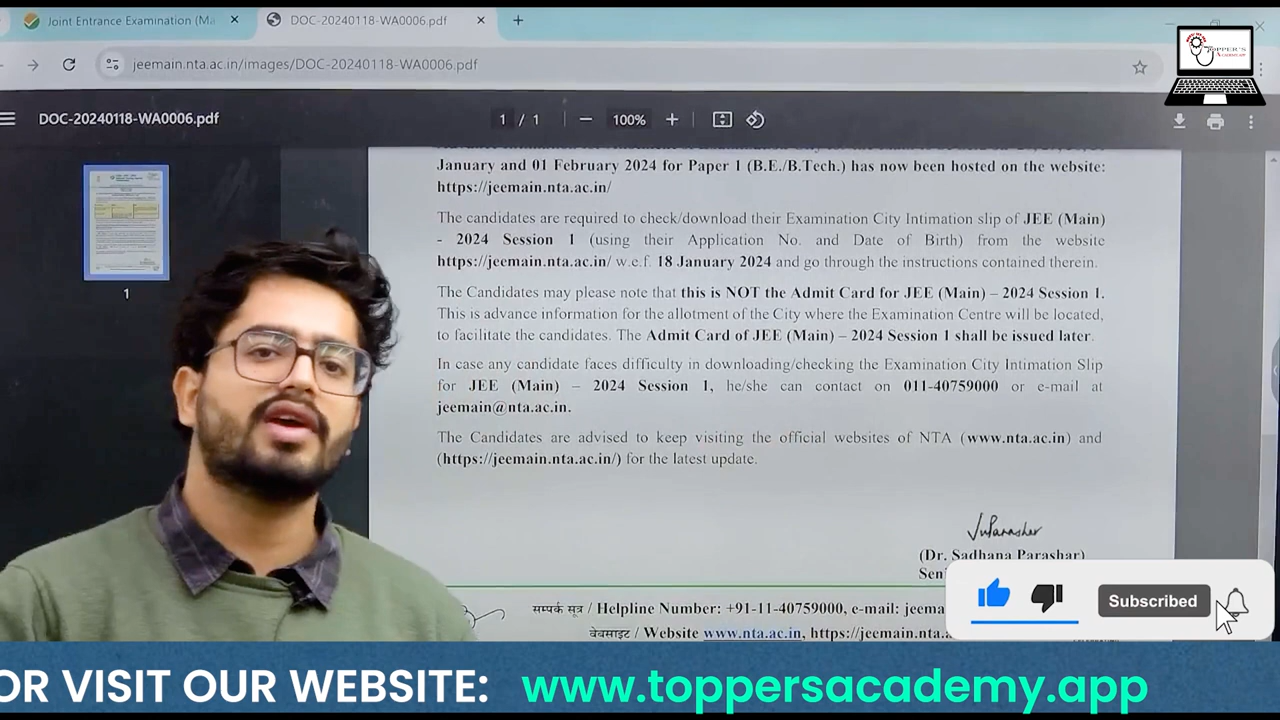 Joint Entrance Examination (Ma
DOC-20240118-WA0006.pdf
jeemain.nta.ac.in/images/DOC-20240118-WA0006.pdf
TOPPER'S
DOC-20240118-WA0006.pdf
1 / 1
100%
1
January and 01 February 2024 for Paper 1 (B.E./B.Tech.) has now been hosted on the website:
https://jeemain.nta.ac.in/
The candidates are required to check/download their Examination City Intimation slip of JEE (Main)
- 2024 Session 1 (using their Application No. and Date of Birth) from the website
https://jeemain.nta.ac.in/ w.e.f. 18 January 2024 and go through the instructions contained therein.
The Candidates may please note that this is NOT the Admit Card for JEE (Main) – 2024 Session 1.
This is advance information for the allotment of the City where the Examination Centre will be located,
to facilitate the candidates. The Admit Card of JEE (Main) – 2024 Session 1 shall be issued later.
In case any candidate faces difficulty in downloading/checking the Examination City Intimation Slip
for JEE (Main) – 2024 Session 1, he/she can contact on 011-40759000 or e-mail at
jeemain@nta.ac.in.
The Candidates are advised to keep visiting the official websites of NTA (www.nta.ac.in) and
(https://jeemain.nta.ac.in/) for the latest update.
(Dr. Sadhana Parashar)
Sen
सम्पर्क सूत्र / Helpline Number: +91-11-40759000, e-mail: jeema
वेबसाइट / Website www.nta.ac.in, https://jeemain.nta.a
Subscribed
OR VISIT OUR WEBSITE: www.toppersacademy.app